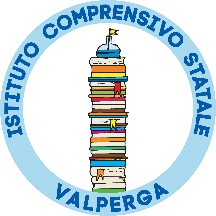 ISTITUTO COMPRENSIVO STATALE
VALPERGA